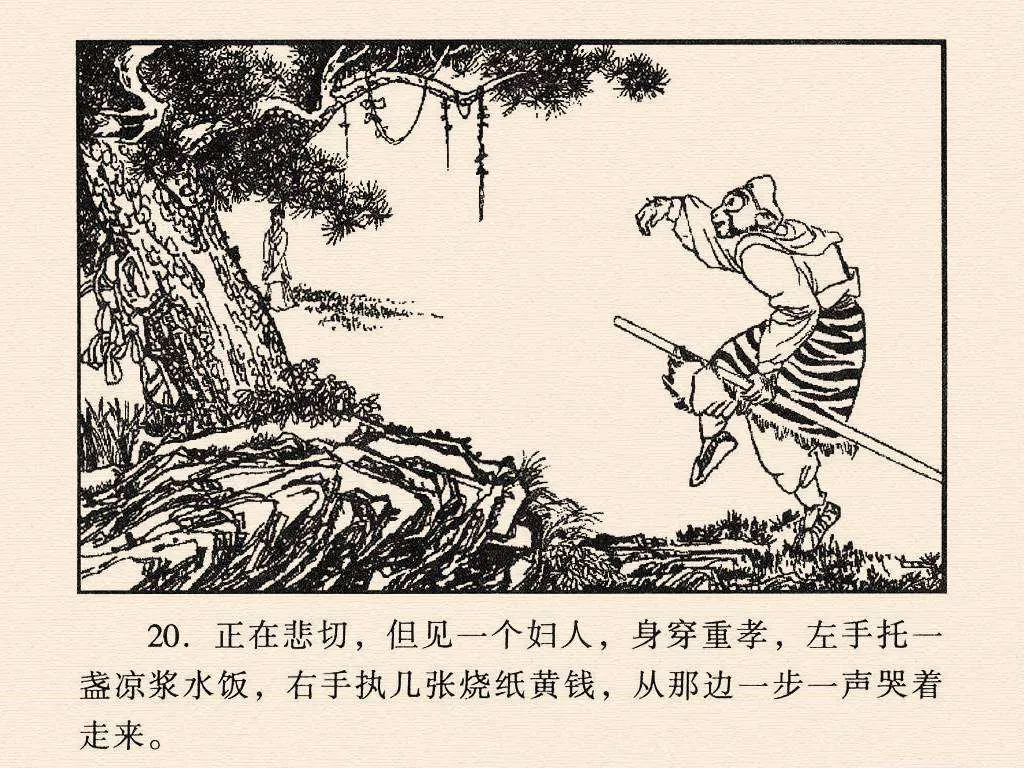 20. 正在悲切，但见一个妇人，身穿重孝，左手托一
盏凉浆水饭，右手执几张烧纸黄钱，从那边一步一声哭着
走来。